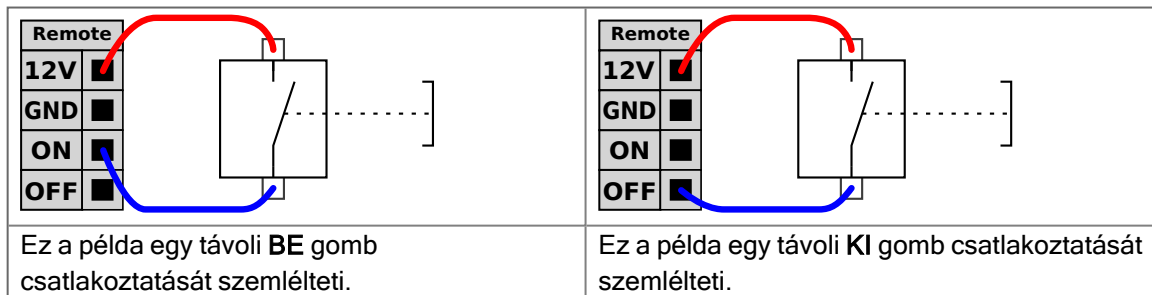 Remote
12V
GND
ON
OFF
Remote
12V
GND
ON
OFF
Ez a példa egy távoli BE gomb
csatlakoztatását szemlélteti.
Ez a példa egy távoli KI gomb csatlakoztatását
szemlélteti.